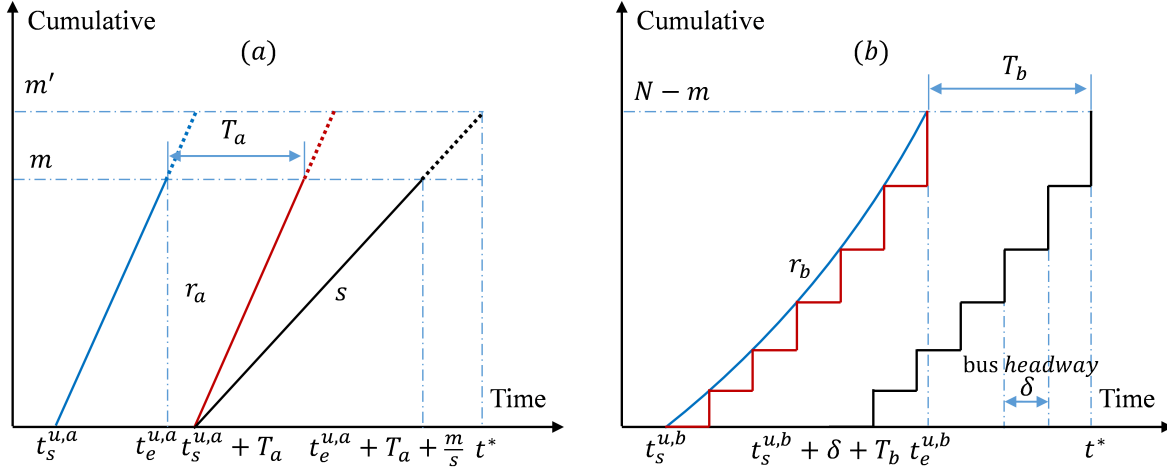 Cumulative
(a)
m′
T_a
m
r_a
s
Time
t_s^{u,a}
t_e^{u,a}
t_s^{u,a} + T_a
t_e^{u,a} + T_a + \frac{m}{s}
t^*
Cumulative
(b)
T_b
N − m
r_b
bus headway
δ
Time
t_s^{u,b}
t_s^{u,b} + δ + T_b
t_e^{u,b}
t^*